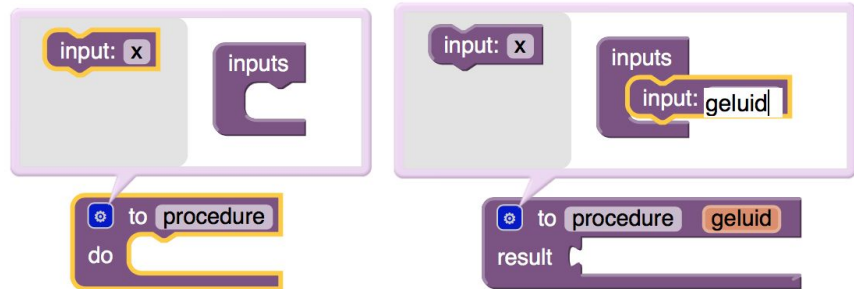 input: x
inputs
to procedure
do
input: x
inputs
input: geluid
to procedure geluid
result